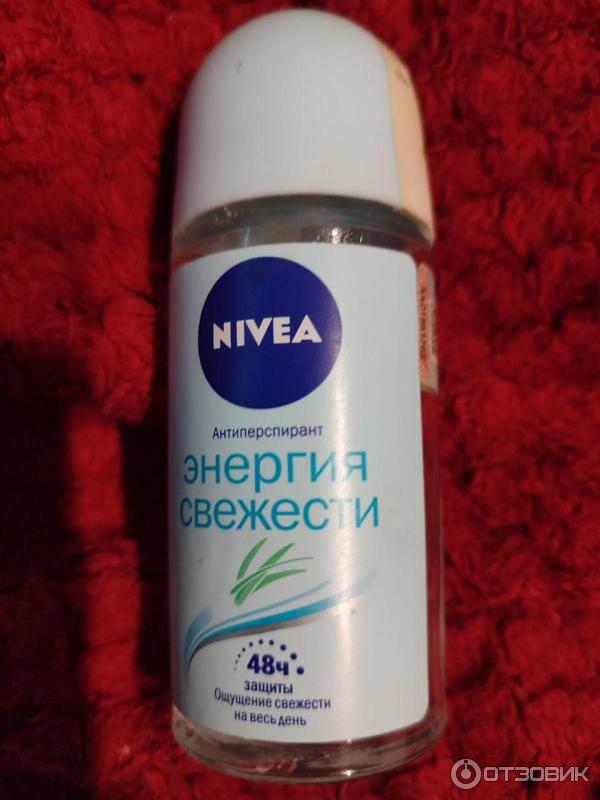 NIVEA
Антиперспирант
энергия
свежести
48ч
защиты
Ощущение свежести
на весь день
ОТЗОВИК